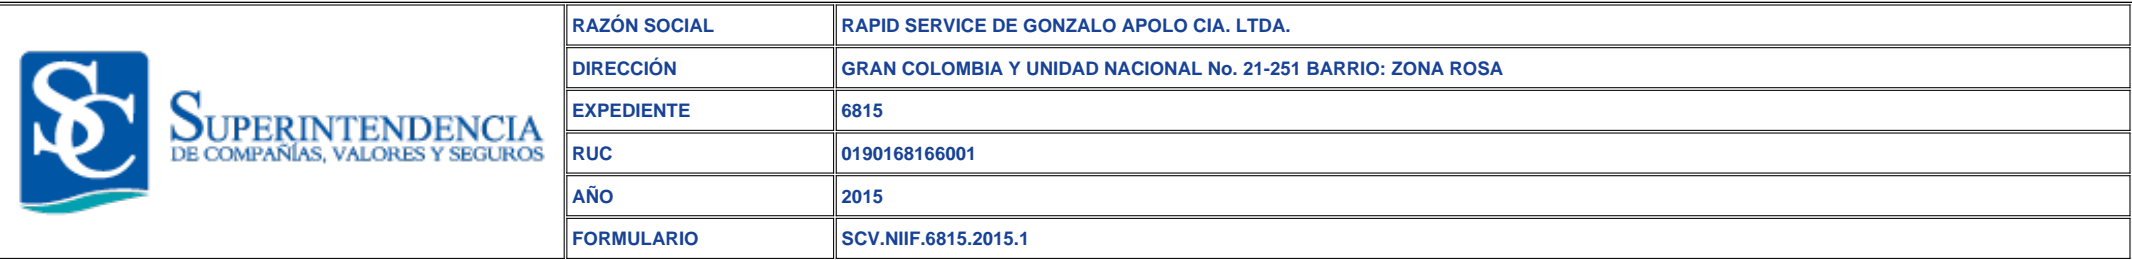 SC
SUPERINTENDENCIA
DE COMPAÑÍAS, VALORES Y SEGUROS
RAZÓN SOCIAL RAPID SERVICE DE GONZALO APOLO CIA. LTDA.
DIRECCIÓN GRAN COLOMBIA Y UNIDAD NACIONAL No. 21-251 BARRIO: ZONA ROSA
EXPEDIENTE 6815
RUC 0190168166001
AÑO 2015
FORMULARIO SCV.NIIF.6815.2015.1